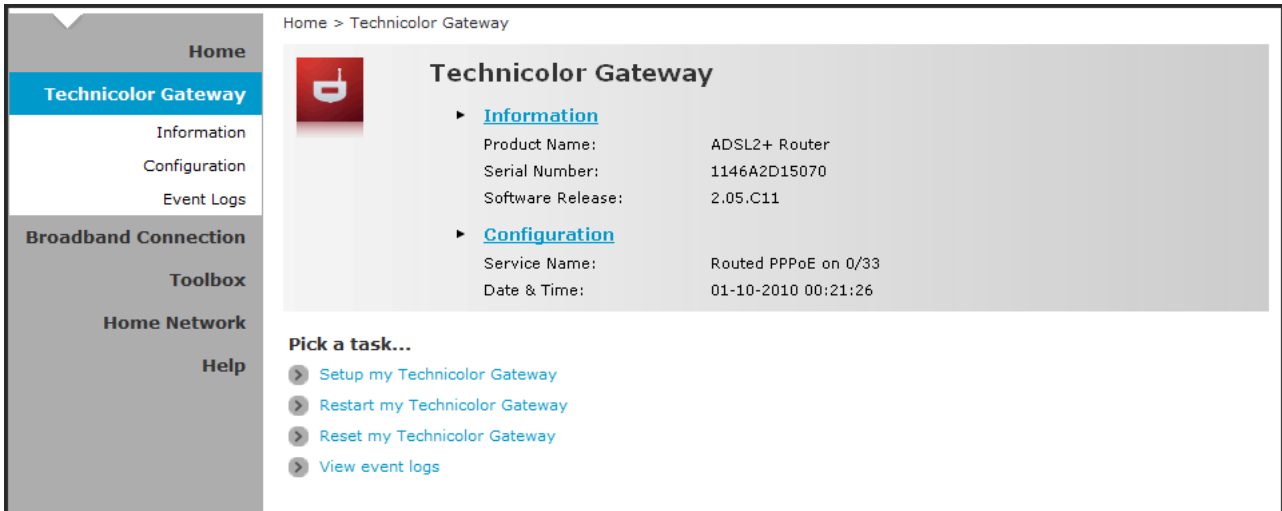 Home > Technicolor Gateway
Home
Technicolor Gateway
Information
Configuration
Event Logs
Broadband Connection
Toolbox
Home Network
Help
Technicolor Gateway
Information
Product Name: ADSL2+ Router
Serial Number: 1146A2D15070
Software Release: 2.05.C11
Configuration
Service Name: Routed PPPoE on 0/33
Date & Time: 01-10-2010 00:21:26
Pick a task...
Setup my Technicolor Gateway
Restart my Technicolor Gateway
Reset my Technicolor Gateway
View event logs